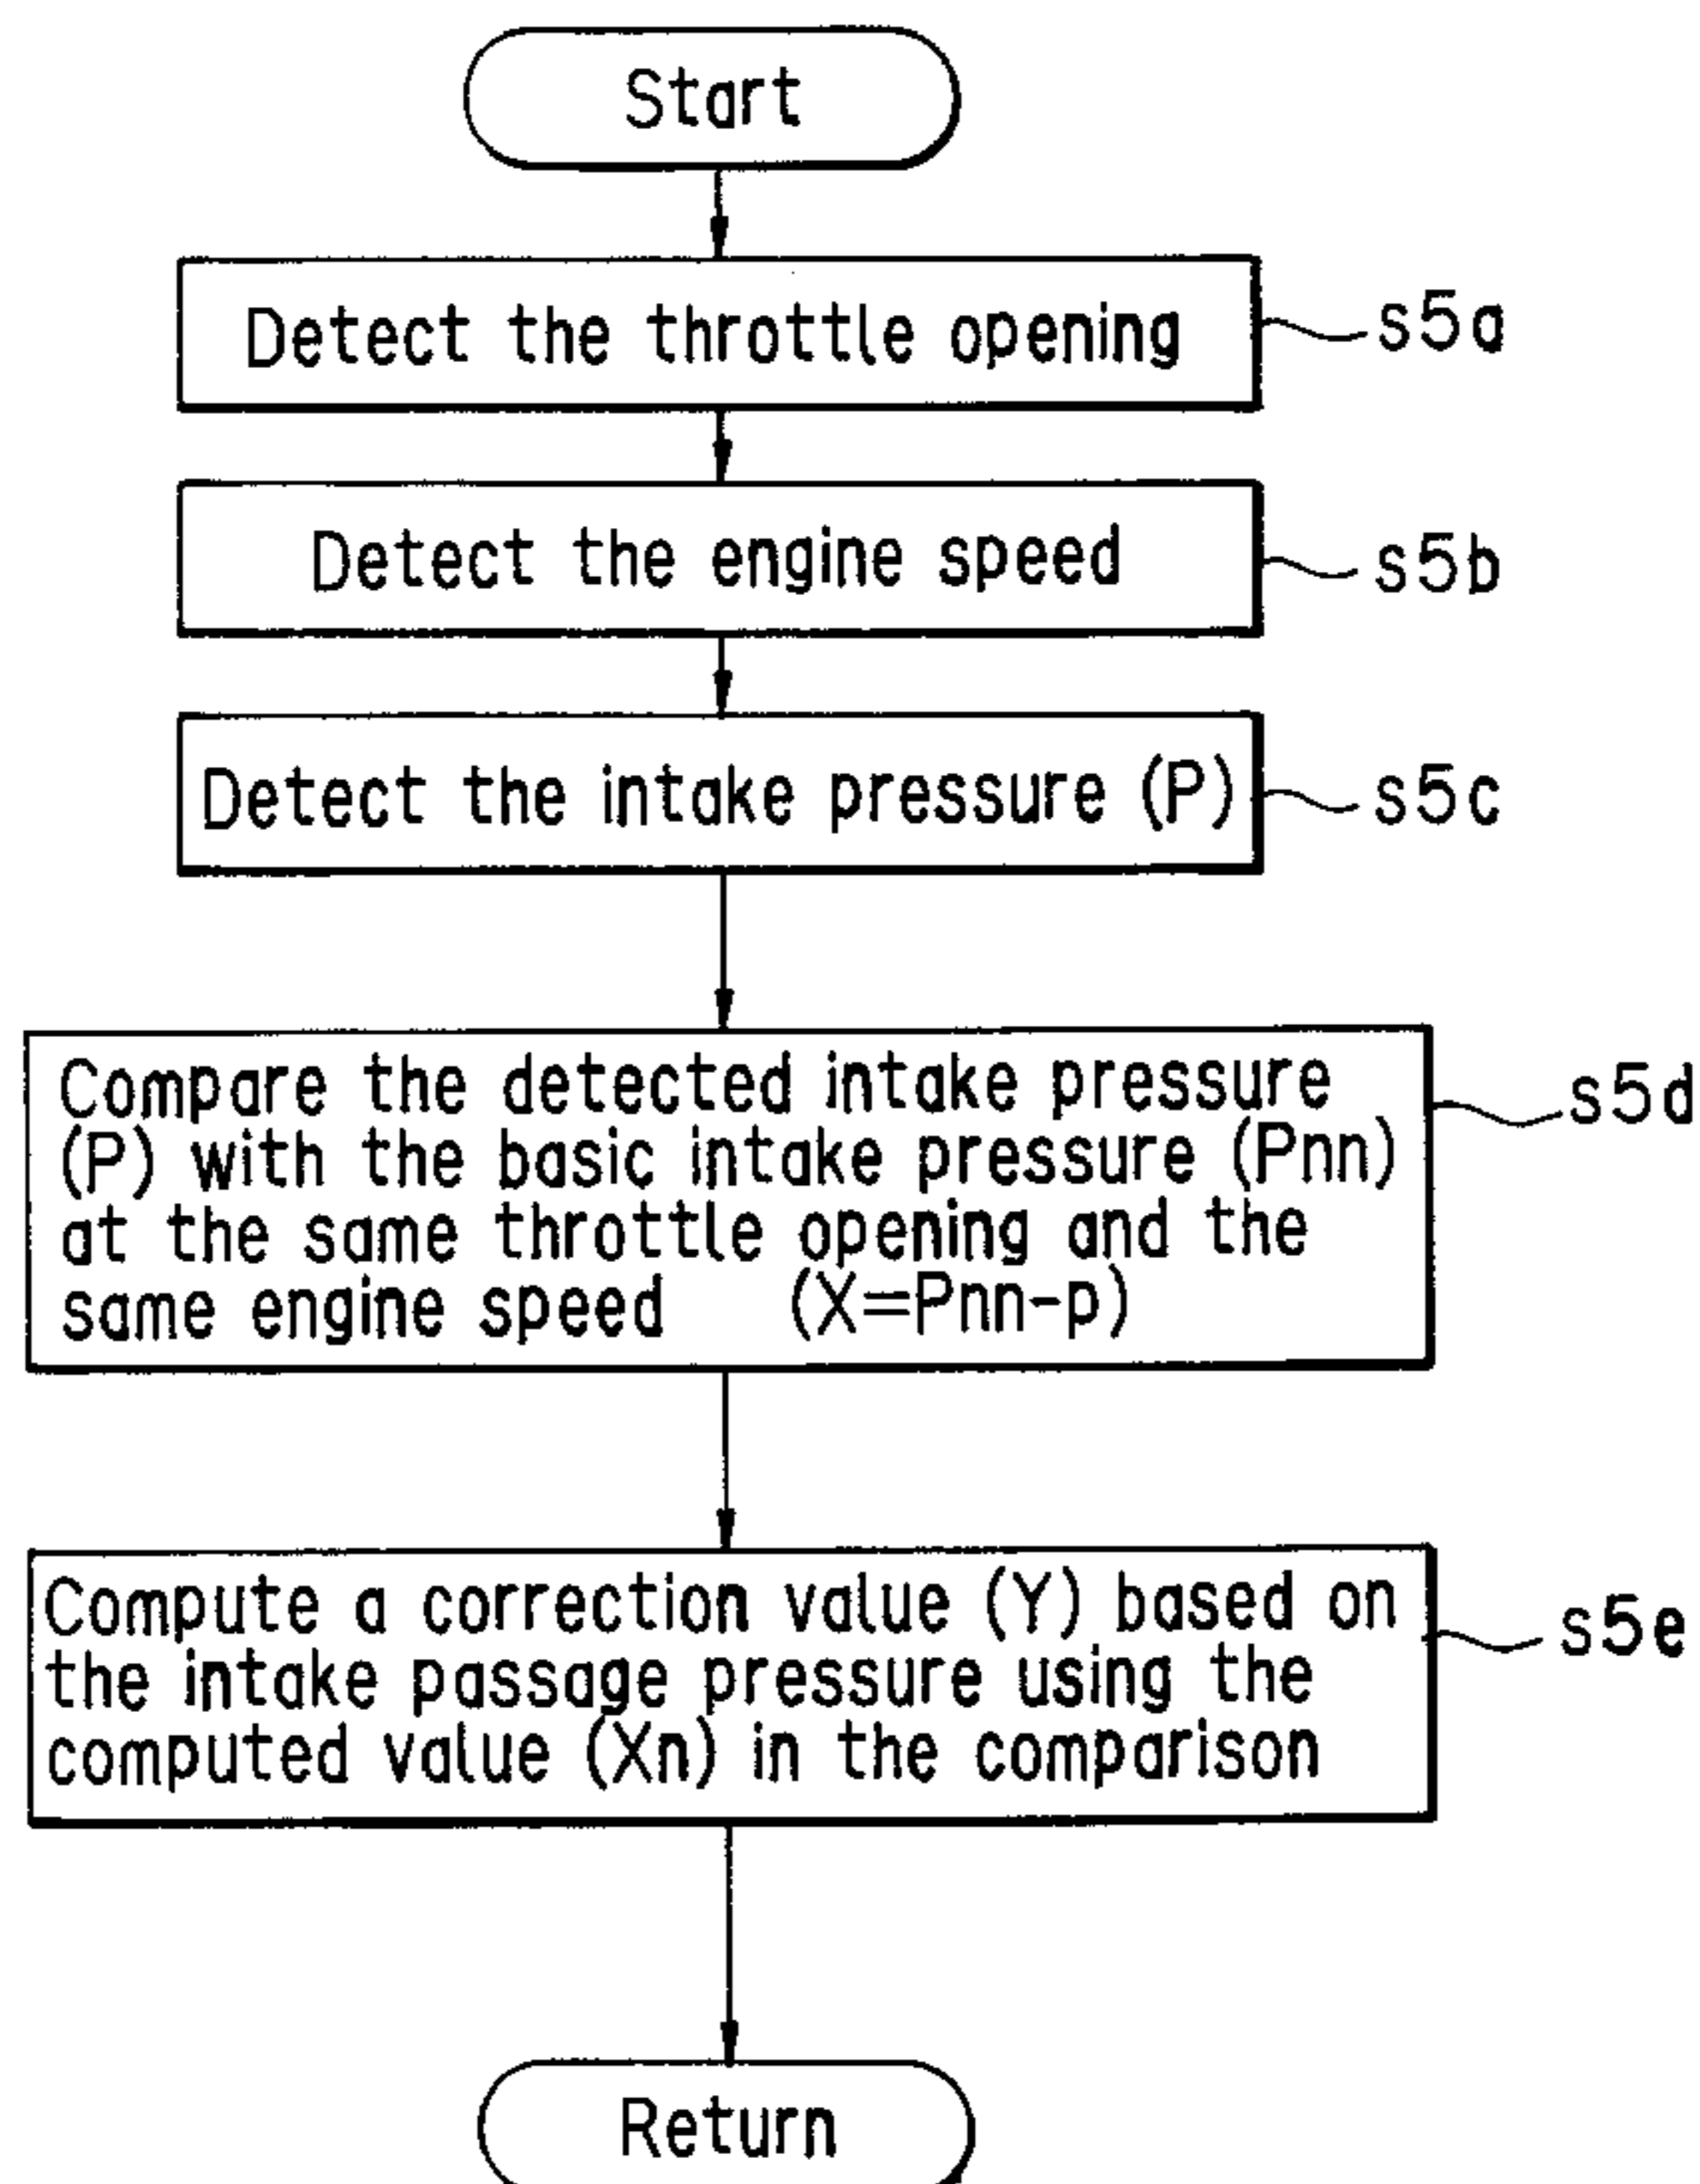 Start
Detect the throttle opening
s5a
Detect the engine speed
s5b
Detect the intake pressure (P)
s5c
Compare the detected intake pressure
(P) with the basic intake pressure (Pnn)
at the same throttle opening and the
same engine speed (X=Pnn-p)
s5d
Compute a correction value (Y) based on
the intake passage pressure using the
computed value (Xn) in the comparison
s5e
Return